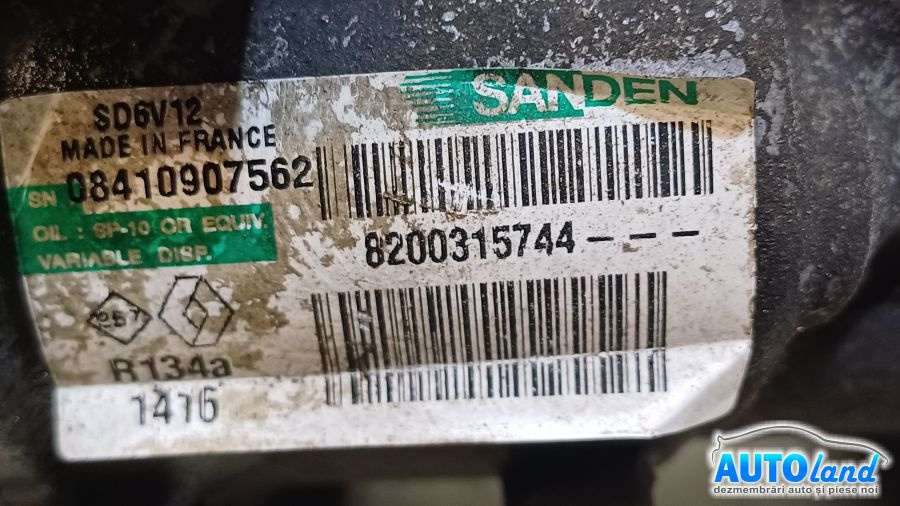 SANDEN
SD6V12
MADE IN FRANCE
SN 08410907562
OIL : SP-10 OR EQUIV.
VARIABLE DISP.
8200315744---
R134a
1416
AUTOland
dezmembrări auto și piese noi